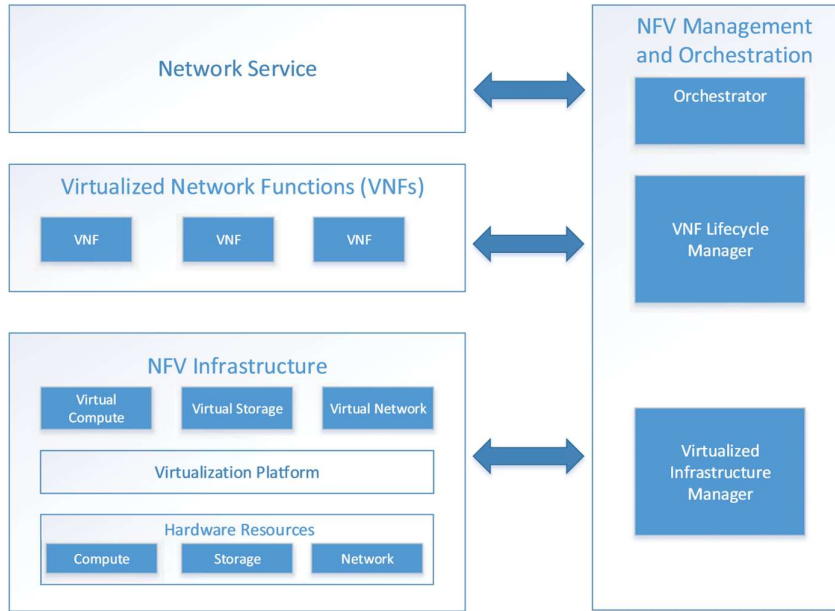 Network Service
Virtualized Network Functions (VNFs)
VNF
VNF
VNF
NFV Infrastructure
Virtual
Compute
Virtual Storage
Virtual Network
Virtualization Platform
Hardware Resources
Compute
Storage
Network
NFV Management
and Orchestration
Orchestrator
VNF Lifecycle
Manager
Virtualized
Infrastructure
Manager